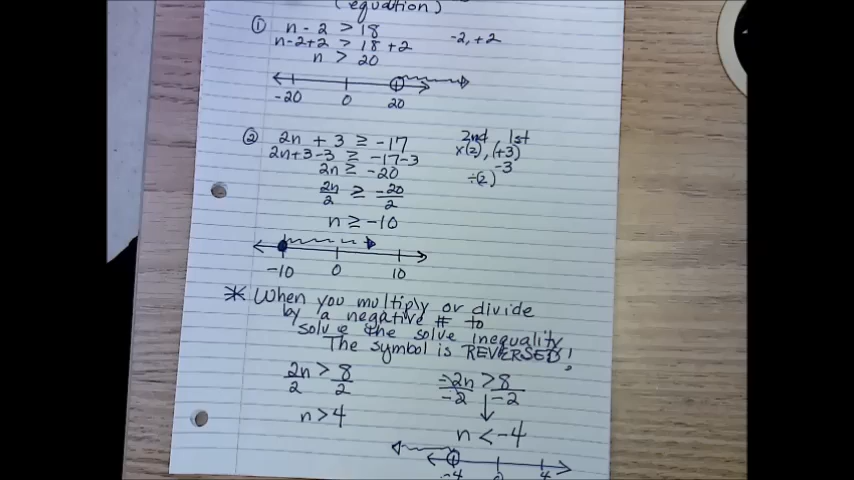 (equation)
① n - 2 > 18 -2, +2
n-2+2 > 18 +2
n > 20
-20 0 20
② 2n + 3 ≥ -17 2nd 1st
2n+3-3 ≥ -17-3 x(2), (+3)
2n ≥ -20 ÷(2) -3
2n/2 ≥ -20/2
n ≥ -10
-10 0 10
* When you multiply or divide
by a negative # to
solve the solve inequality
The symbol is REVERSED!
2n/2 > 8/2 -2n/-2 > 8/-2
n > 4 n < -4
-4 0 4